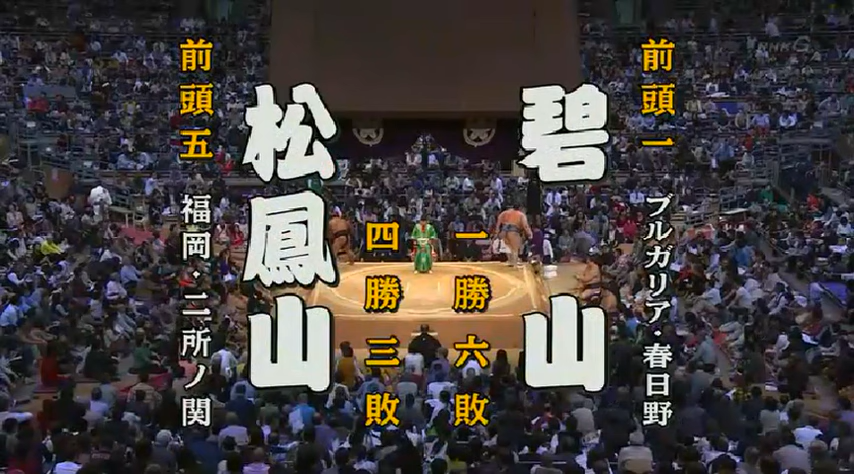 前頭一
碧山
ブルガリア・春日野
一勝六敗
四勝三敗
前頭五
松鳳山
福岡・二所ノ関
NHK G